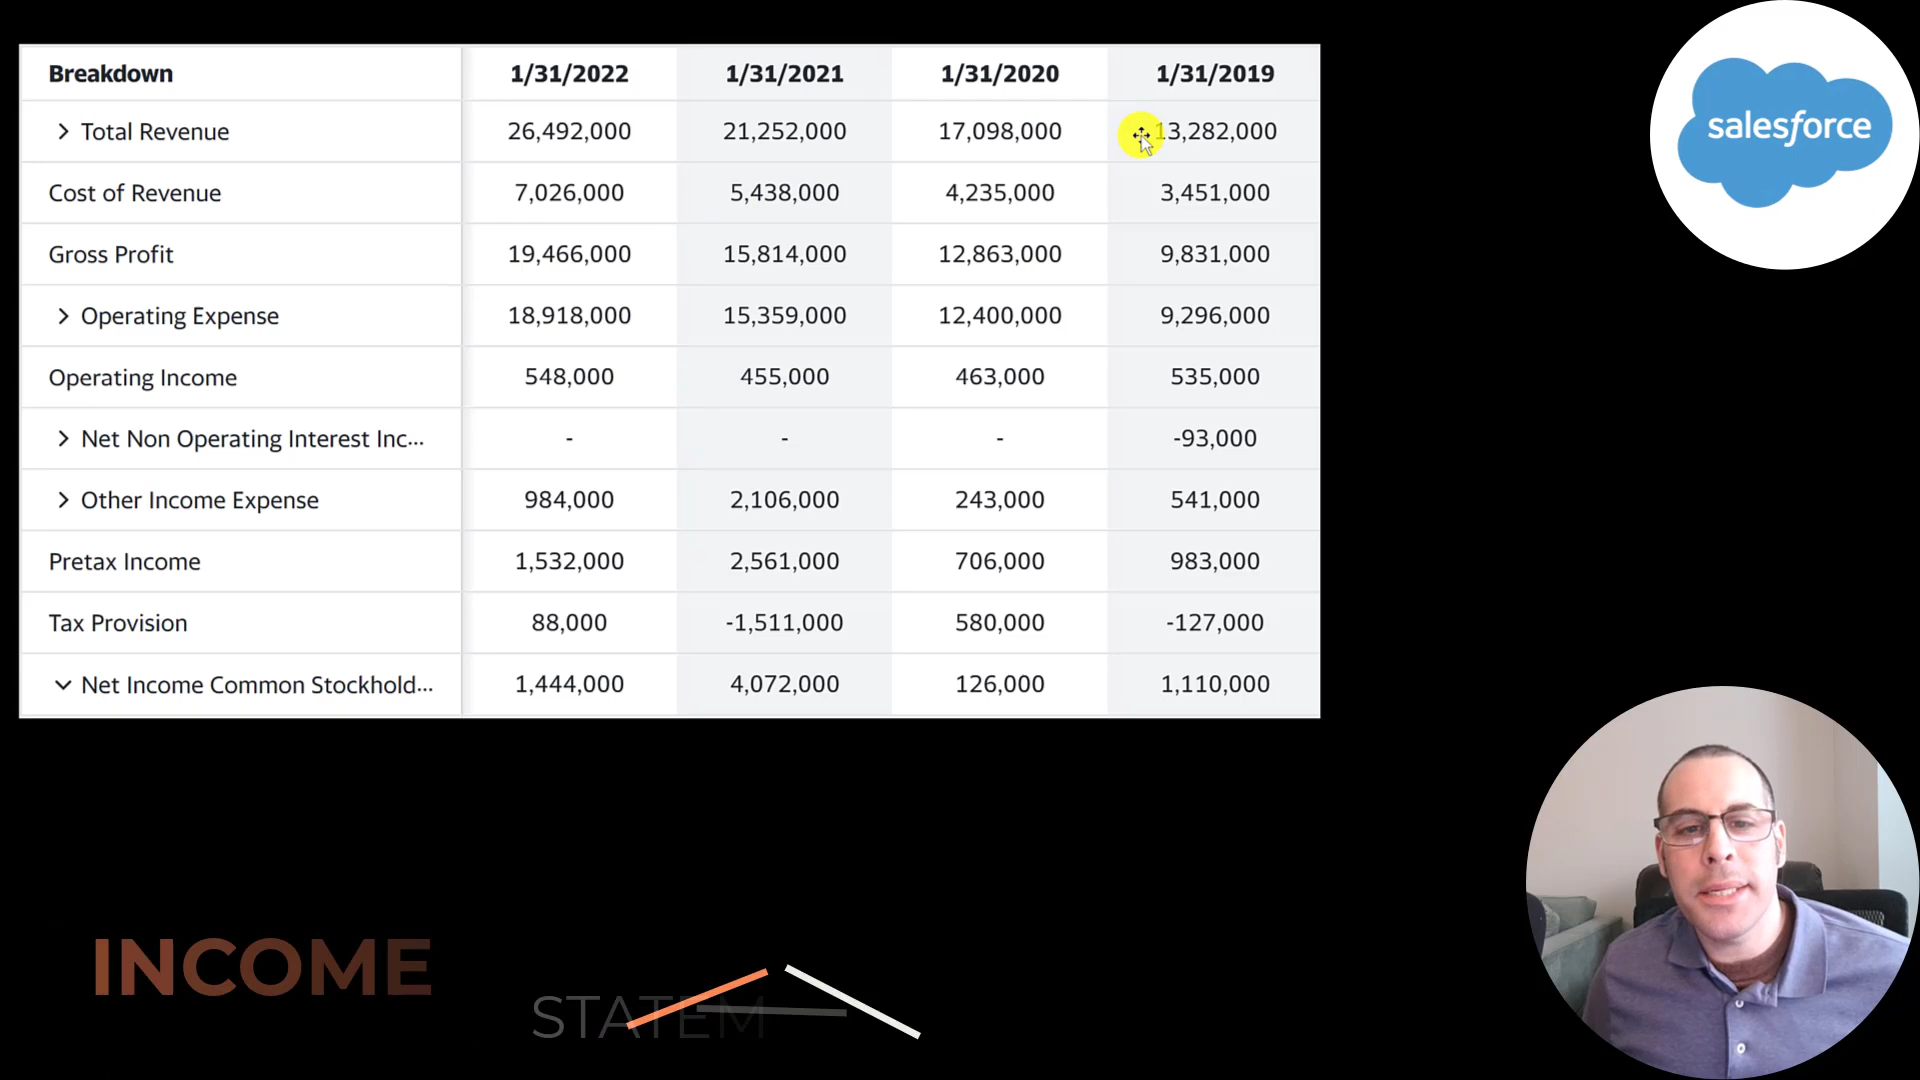 Breakdown 1/31/2022 1/31/2021 1/31/2020 1/31/2019
Total Revenue 26,492,000 21,252,000 17,098,000 13,282,000
Cost of Revenue 7,026,000 5,438,000 4,235,000 3,451,000
Gross Profit 19,466,000 15,814,000 12,863,000 9,831,000
Operating Expense 18,918,000 15,359,000 12,400,000 9,296,000
Operating Income 548,000 455,000 463,000 535,000
Net Non Operating Interest Inc... - - - -93,000
Other Income Expense 984,000 2,106,000 243,000 541,000
Pretax Income 1,532,000 2,561,000 706,000 983,000
Tax Provision 88,000 -1,511,000 580,000 -127,000
Net Income Common Stockhold... 1,444,000 4,072,000 126,000 1,110,000
salesforce
INCOME
STATEM